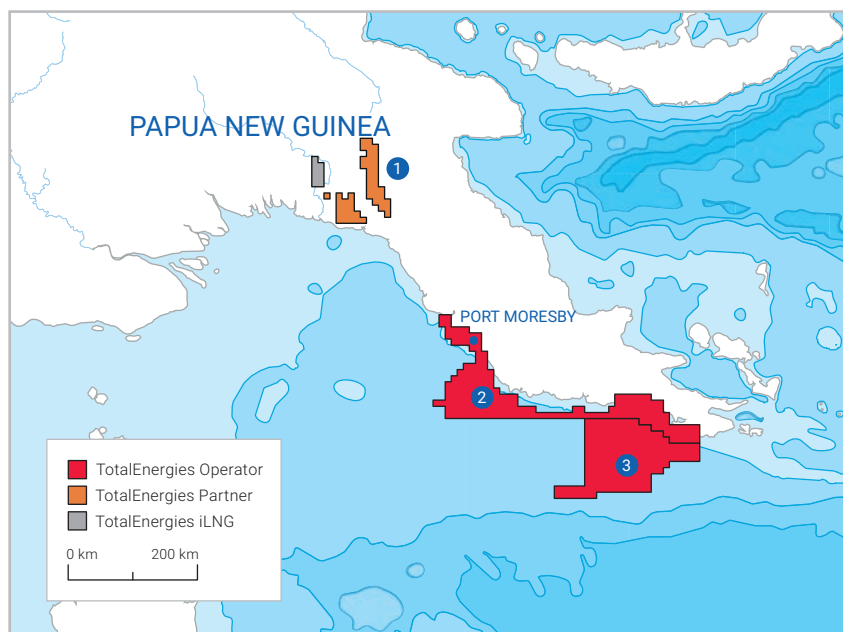 PAPUA NEW GUINEA
1
PORT MORESBY
2
3
TotalEnergies Operator
TotalEnergies Partner
TotalEnergies iLNG
0 km 200 km